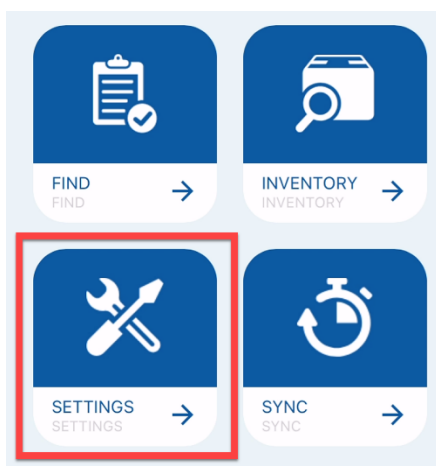 FIND
FIND
INVENTORY
INVENTORY
SETTINGS
SETTINGS
SYNC
SYNC